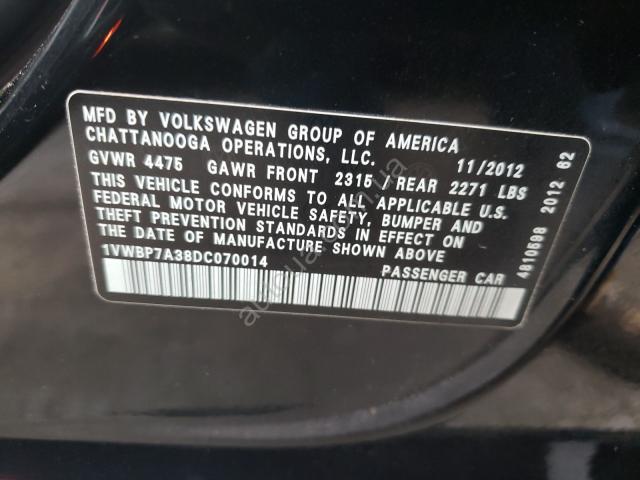 MFD BY VOLKSWAGEN GROUP OF AMERICA
CHATTANOOGA OPERATIONS, LLC.
11/2012
GVWR 4475 GAWR FRONT 2315 REAR 2271 LBS
THIS VEHICLE CONFORMS TO ALL APPLICABLE U.S.
FEDERAL MOTOR VEHICLE SAFETY, BUMPER AND
THEFT PREVENTION STANDARDS IN EFFECT ON
THE DATE OF MANUFACTURE SHOWN ABOVE
1VWBP7A38DC070014
PASSENGER CAR
4810698 2012 62